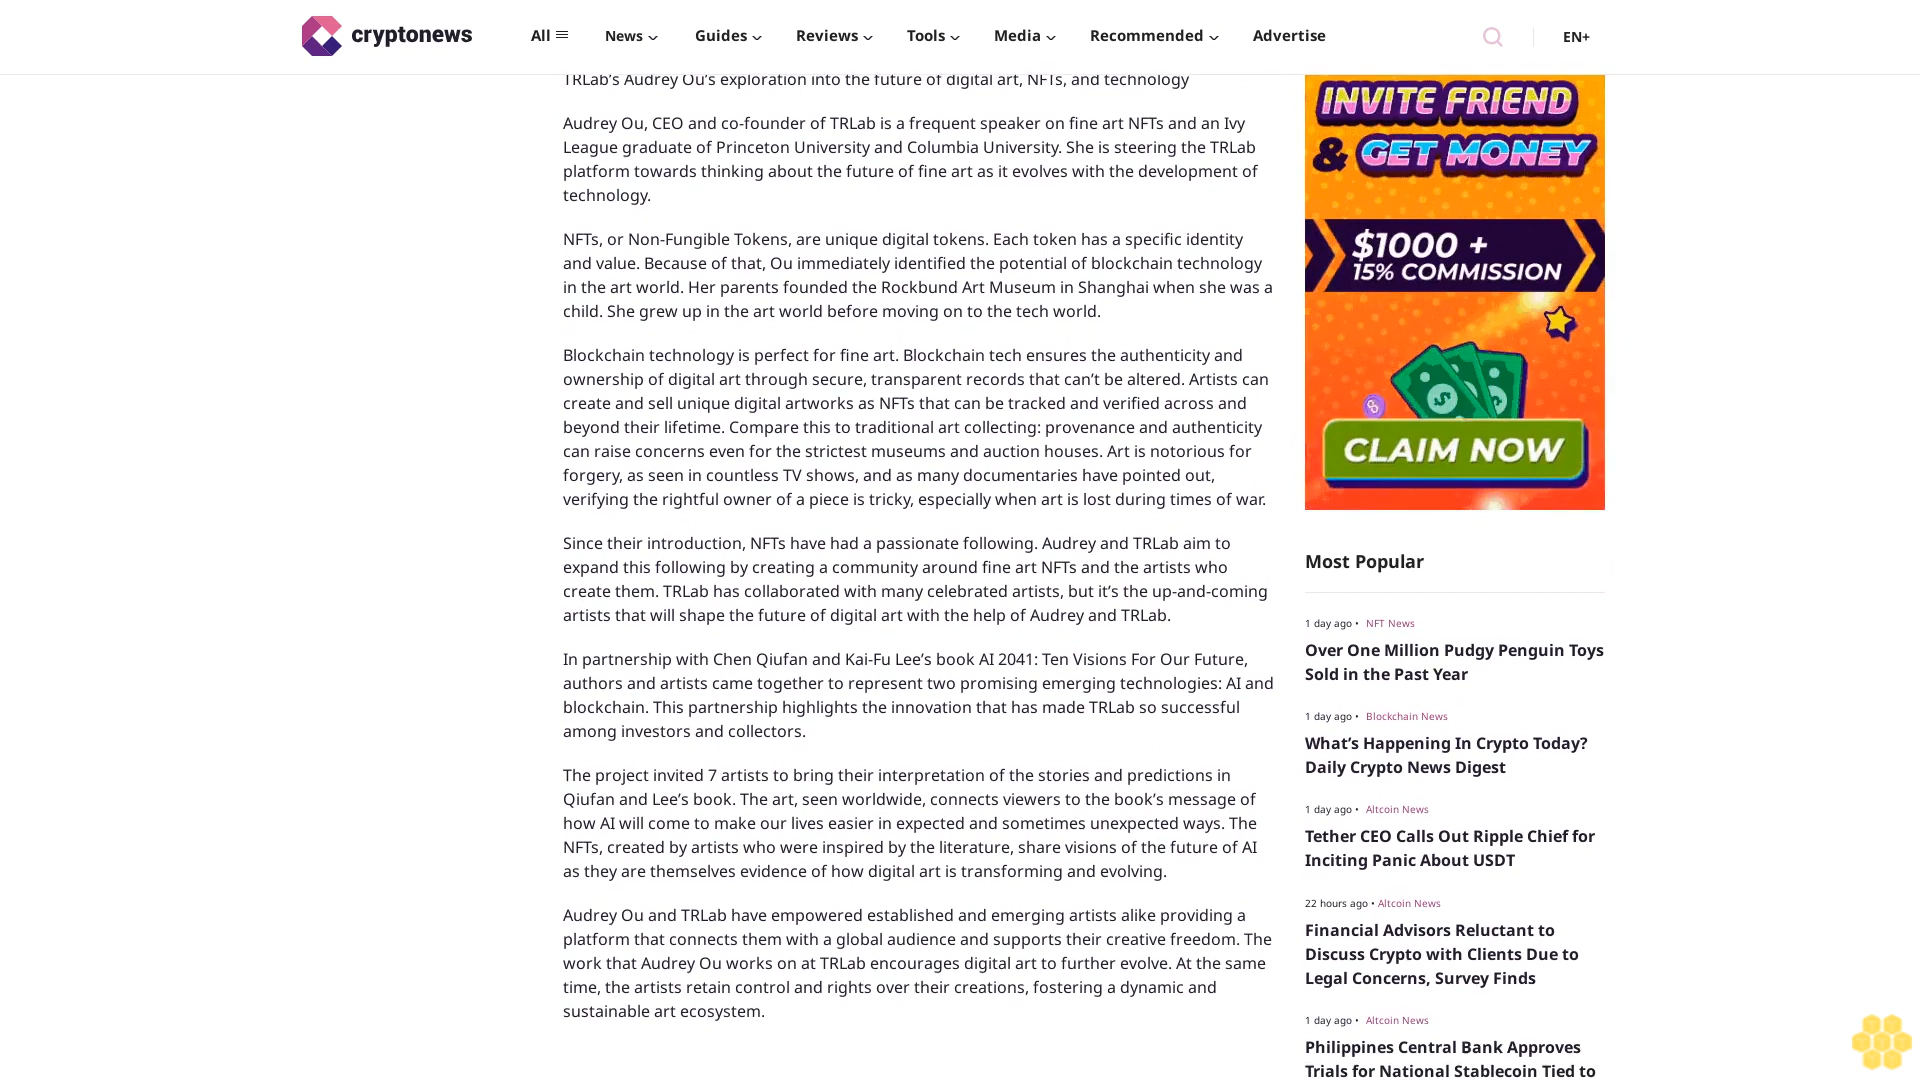 cryptonews
All
News
Guides
Reviews
Tools
Media
Recommended
Advertise
EN+
TRLab’s Audrey Ou’s exploration into the future of digital art, NFTs, and technology
Audrey Ou, CEO and co-founder of TRLab is a frequent speaker on fine art NFTs and an Ivy
League graduate of Princeton University and Columbia University. She is steering the TRLab
platform towards thinking about the future of fine art as it evolves with the development of
technology.
NFTs, or Non-Fungible Tokens, are unique digital tokens. Each token has a specific identity
and value. Because of that, Ou immediately identified the potential of blockchain technology
in the art world. Her parents founded the Rockbund Art Museum in Shanghai when she was a
child. She grew up in the art world before moving on to the tech world.
Blockchain technology is perfect for fine art. Blockchain tech ensures the authenticity and
ownership of digital art through secure, transparent records that can’t be altered. Artists can
create and sell unique digital artworks as NFTs that can be tracked and verified across and
beyond their lifetime. Compare this to traditional art collecting: provenance and authenticity
can raise concerns even for the strictest museums and auction houses. Art is notorious for
forgery, as seen in countless TV shows, and as many documentaries have pointed out,
verifying the rightful owner of a piece is tricky, especially when art is lost during times of war.
Since their introduction, NFTs have had a passionate following. Audrey and TRLab aim to
expand this following by creating a community around fine art NFTs and the artists who
create them. TRLab has collaborated with many celebrated artists, but it’s the up-and-coming
artists that will shape the future of digital art with the help of Audrey and TRLab.
In partnership with Chen Qiufan and Kai-Fu Lee’s book AI 2041: Ten Visions For Our Future,
authors and artists came together to represent two promising emerging technologies: AI and
blockchain. This partnership highlights the innovation that has made TRLab so successful
among investors and collectors.
The project invited 7 artists to bring their interpretation of the stories and predictions in
Qiufan and Lee’s book. The art, seen worldwide, connects viewers to the book’s message of
how AI will come to make our lives easier in expected and sometimes unexpected ways. The
NFTs, created by artists who were inspired by the literature, share visions of the future of AI
as they are themselves evidence of how digital art is transforming and evolving.
Audrey Ou and TRLab have empowered established and emerging artists alike providing a
platform that connects them with a global audience and supports their creative freedom. The
work that Audrey Ou works on at TRLab encourages digital art to further evolve. At the same
time, the artists retain control and rights over their creations, fostering a dynamic and
sustainable art ecosystem.
INVITE FRIEND
& GET MONEY
$1000 +
15% COMMISSION
CLAIM NOW
Most Popular
1 day ago • NFT News
Over One Million Pudgy Penguin Toys
Sold in the Past Year
1 day ago • Blockchain News
What’s Happening In Crypto Today?
Daily Crypto News Digest
1 day ago • Altcoin News
Tether CEO Calls Out Ripple Chief for
Inciting Panic About USDT
22 hours ago • Altcoin News
Financial Advisors Reluctant to
Discuss Crypto with Clients Due to
Legal Concerns, Survey Finds
1 day ago • Altcoin News
Philippines Central Bank Approves
Trials for National Stablecoin Tied to